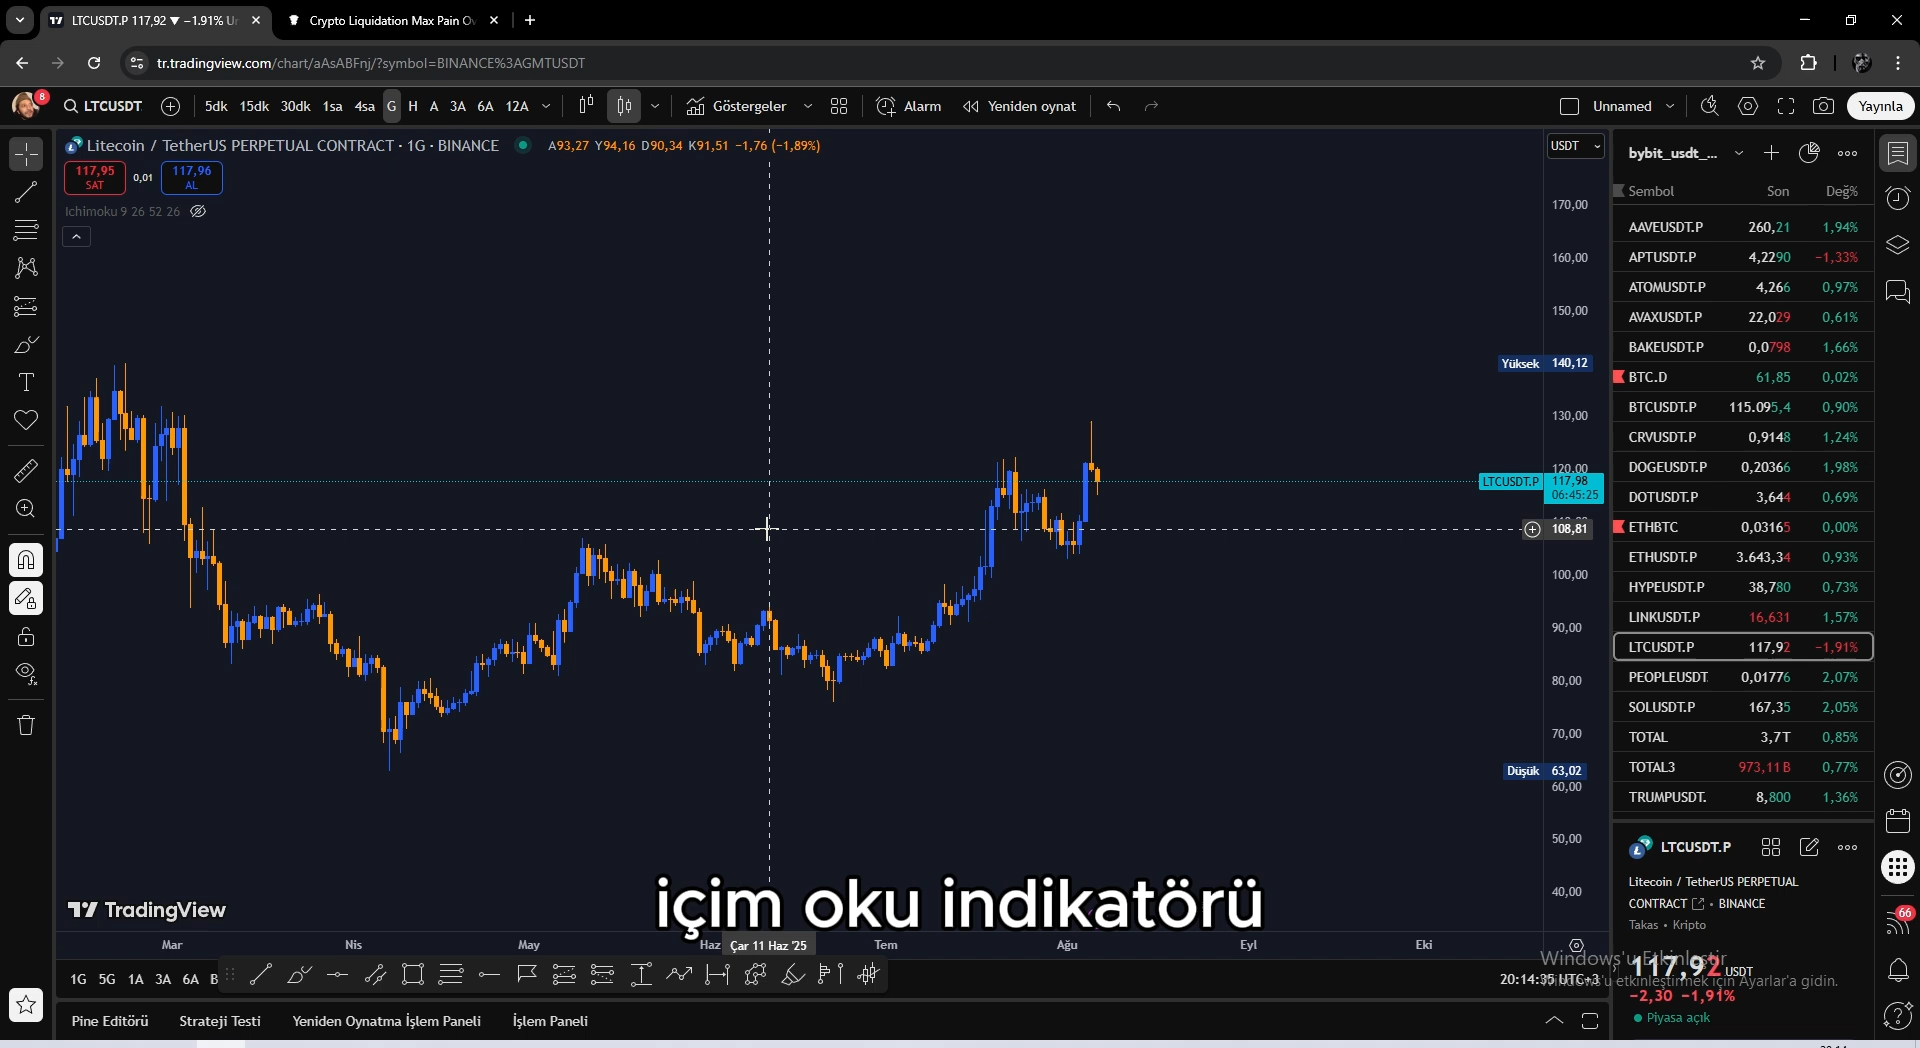 LTCUSDT.P 117,92 ▼ −1.91% Un
Crypto Liquidation Max Pain Ov
tr.tradingview.com/chart/aAsABFnj/?symbol=BINANCE%3AGMTUSDT
8
LTCUSDT
5dk 15dk 30dk 1sa 4sa G H A 3A 6A 12A
Göstergeler
Alarm
Yeniden oynat
Unnamed
Yayınla
Litecoin / TetherUS PERPETUAL CONTRACT · 1G · BINANCE
A93,27 Y94,16 D90,34 K91,51 −1,76 (−1,89%)
117,95
SAT
0,01
117,96
AL
Ichimoku 9 26 52 26
USDT
170,00
160,00
150,00
Yüksek 140,12
130,00
120,00
LTCUSDT.P 117,98
06:45:25
108,81
100,00
90,00
80,00
70,00
Düşük 63,02
60,00
50,00
40,00
içim oku indikatörü
TradingView
Mar Nis May Haz Çar 11 Haz '25 Tem Ağu Eyl Eki
1G 5G 1A 3A 6A B
20:14:35 UTC+3
Pine Editörü Strateji Testi Yeniden Oynatma İşlem Paneli İşlem Paneli
bybit_usdt_...
Sembol Son Değ%
AAVEUSDT.P 260,21 1,94%
APTUSDT.P 4,2290 −1,33%
ATOMUSDT.P 4,266 0,97%
AVAXUSDT.P 22,029 0,61%
BAKEUSDT.P 0,0798 1,66%
BTC.D 61,85 0,02%
BTCUSDT.P 115.095,4 0,90%
CRVUSDT.P 0,9148 1,24%
DOGEUSDT.P 0,20366 1,98%
DOTUSDT.P 3,644 0,69%
ETHBTC 0,03165 0,00%
ETHUSDT.P 3.643,34 0,93%
HYPEUSDT.P 38,780 0,73%
LINKUSDT.P 16,631 1,57%
LTCUSDT.P 117,92 −1,91%
PEOPLEUSDT 0,01776 2,07%
SOLUSDT.P 167,35 2,05%
TOTAL 3,7T 0,85%
TOTAL3 973,11B 0,77%
TRUMPUSDT. 8,800 1,36%
LTCUSDT.P
Litecoin / TetherUS PERPETUAL
CONTRACT • BINANCE
Takas • Kripto
117,92 USDT
−2,30 −1,91%
Piyasa açık
Windows'u Etkinleştir
Windows'u etkinleştirmek için Ayarlar'a gidin.
66